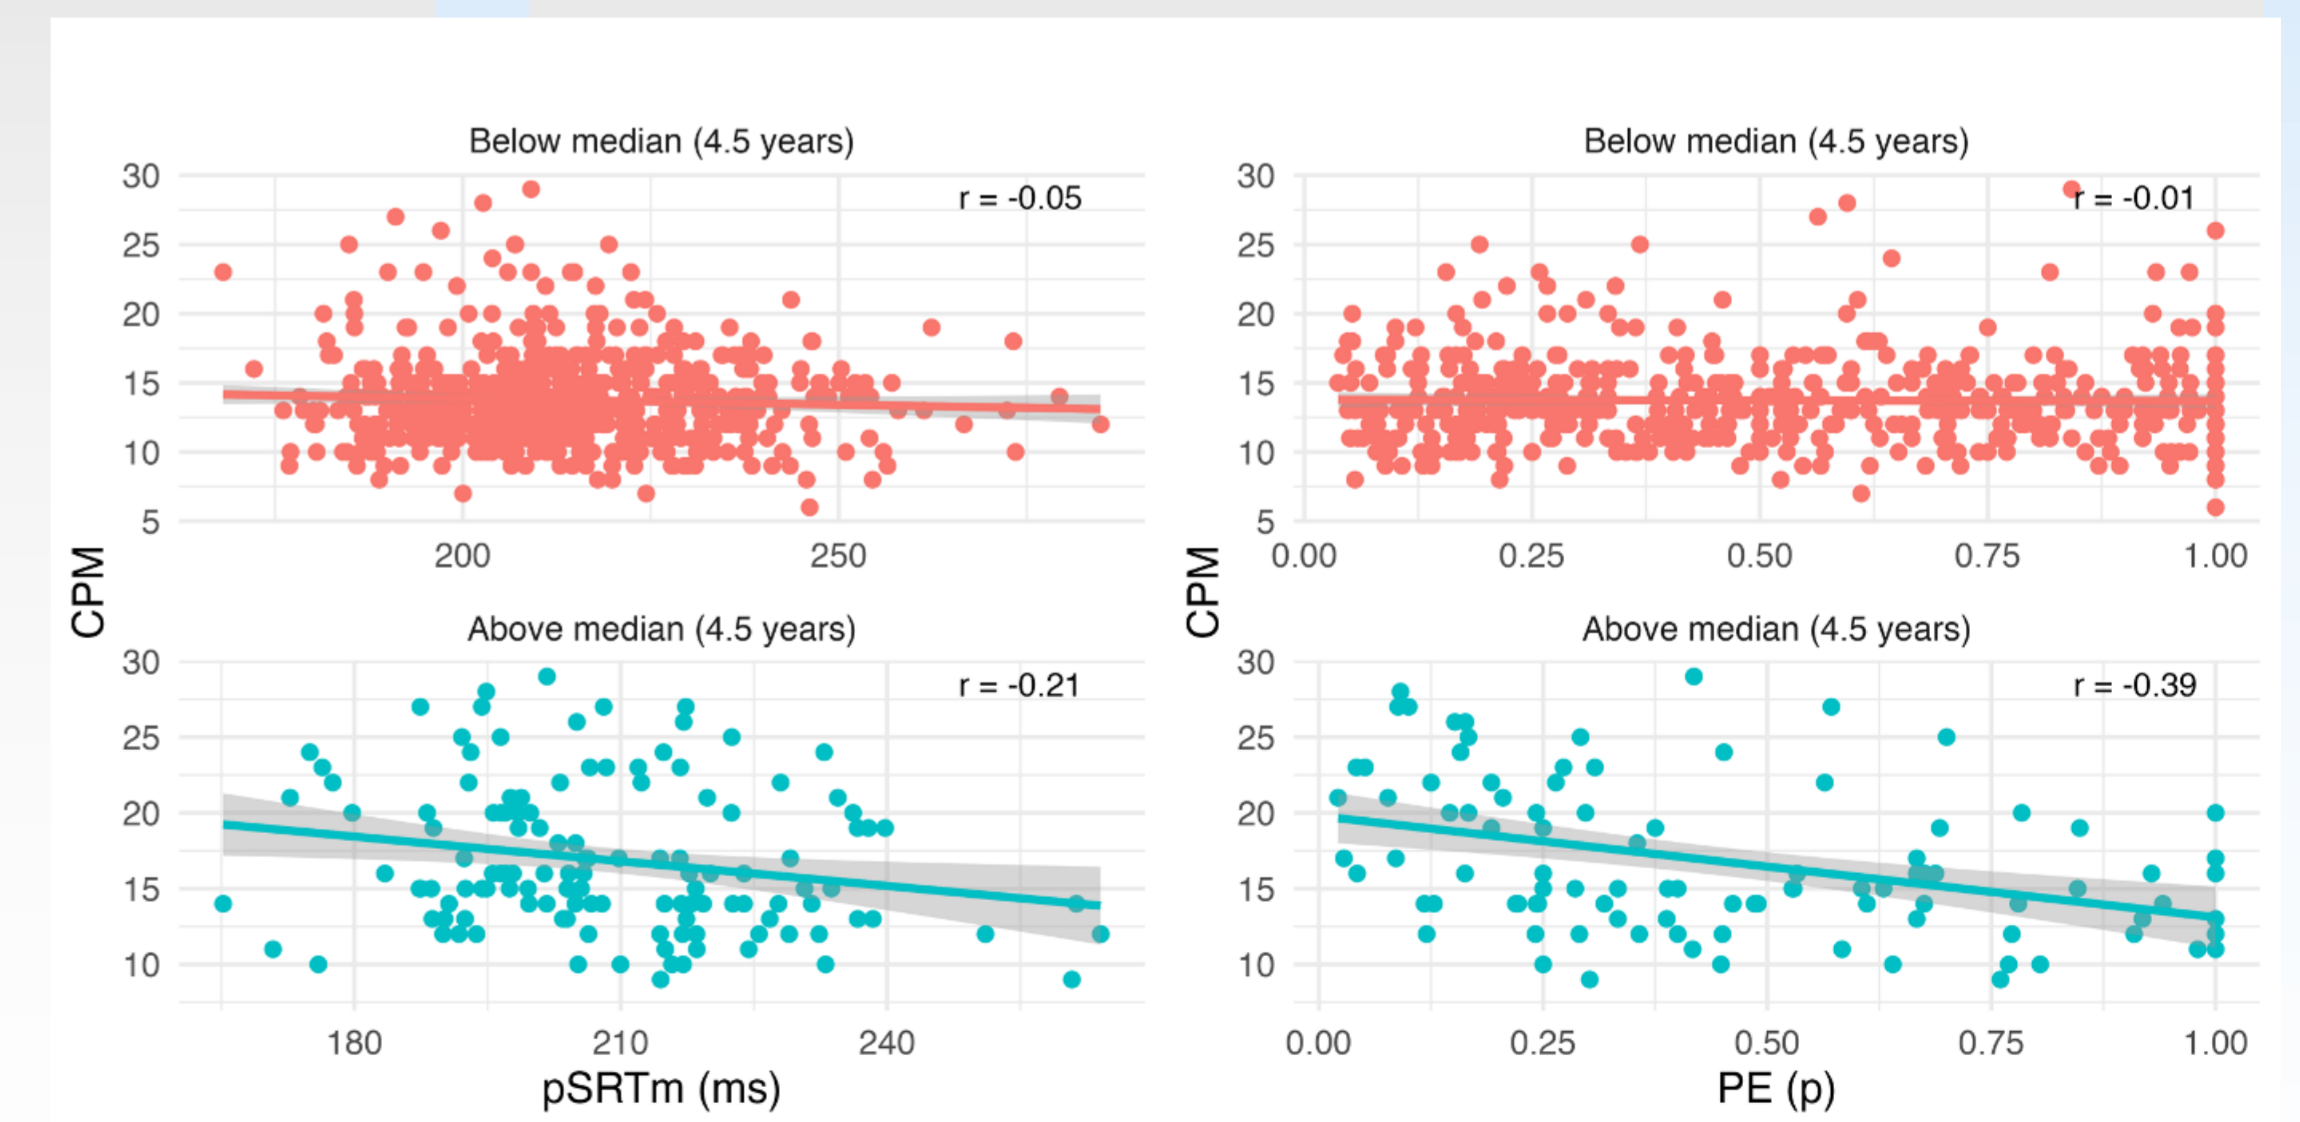 Below median (4.5 years)
30
r = -0.05
25
20
15
10
5
200 250
CPM
Above median (4.5 years)
30
r = -0.21
25
20
15
10
180 210 240
pSRTm (ms)
Below median (4.5 years)
30
r = -0.01
25
20
15
10
5
0.00 0.25 0.50 0.75 1.00
CPM
Above median (4.5 years)
30
r = -0.39
25
20
15
10
0.00 0.25 0.50 0.75 1.00
PE (p)